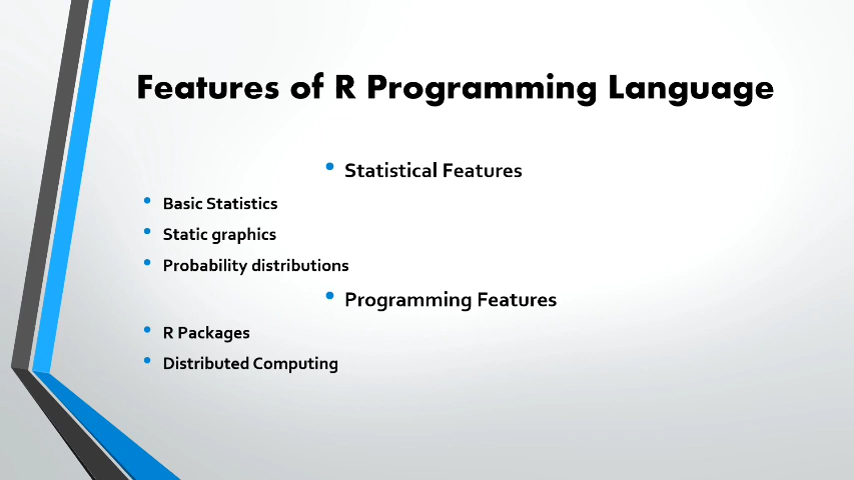 Features of R Programming Language
• Statistical Features
• Basic Statistics
• Static graphics
• Probability distributions
• Programming Features
• R Packages
• Distributed Computing